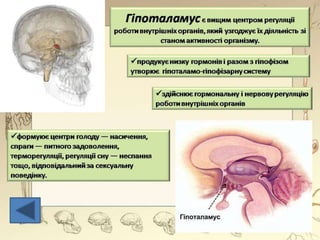 Гіпоталамус є вищим центром регуляції
роботи внутрішніх органів, який узгоджує їх діяльність зі
станом активності організму.
✓продукує низку гормонів і разом з гіпофізом
утворює гіпоталамо-гіпофізарну систему
✓здійснює гормональну і нервову регуляцію
роботи внутрішніх органів
✓формуює центри голоду — насичення,
спраги — питного задоволення,
терморегуляції, регуляції сну — неспання
тощо, відповідальний за сексуальну
поведінку.
Гіпоталамус